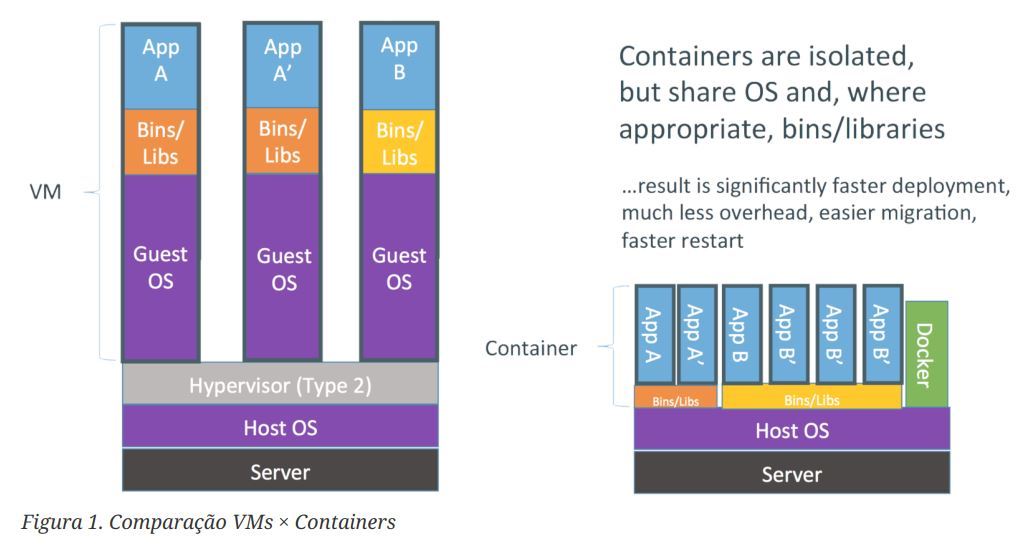 VM
App
A
Bins/
Libs
Guest
OS
App
A’
Bins/
Libs
Guest
OS
App
B
Bins/
Libs
Guest
OS
Hypervisor (Type 2)
Host OS
Server
Containers are isolated,
but share OS and, where
appropriate, bins/libraries
...result is significantly faster deployment,
much less overhead, easier migration,
faster restart
Container
App A
App A’
App B
App B’
App B’
App B’
Docker
Bins/Libs
Bins/Libs
Host OS
Server
Figura 1. Comparação VMs × Containers